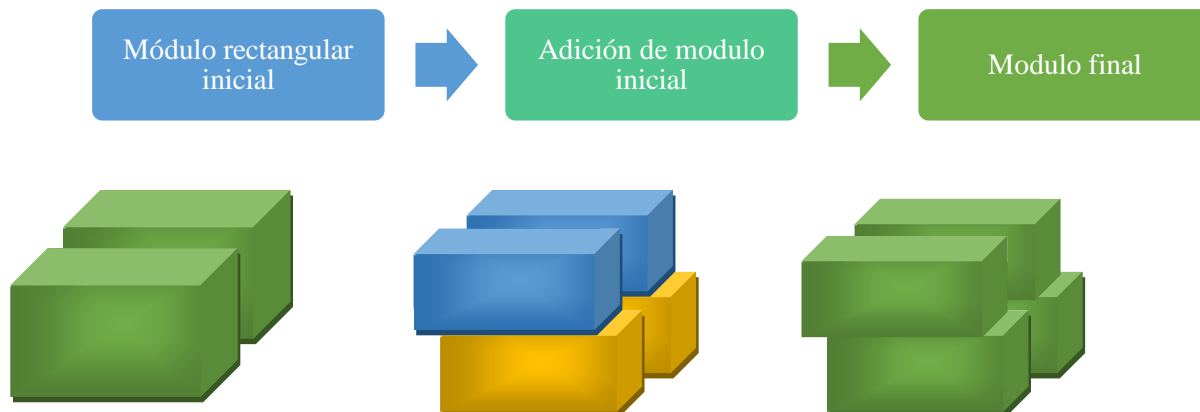 Módulo rectangular
inicial
Adición de modulo
inicial
Modulo final